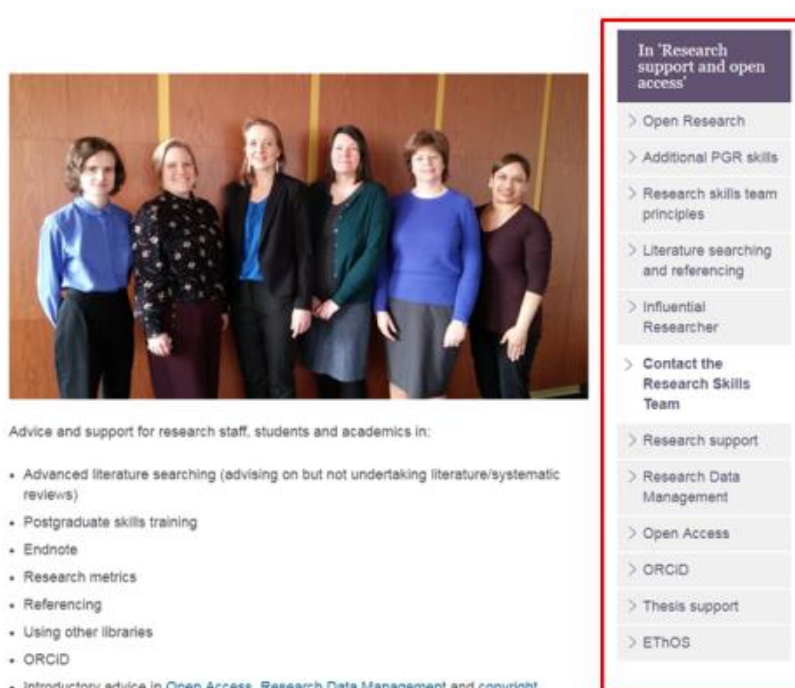 Advice and support for research staff, students and academics in:
• Advanced literature searching (advising on but not undertaking literature/systematic
reviews)
• Postgraduate skills training
• Endnote
• Research metrics
• Referencing
• Using other libraries
• ORCiD
• Introductory advice in Open Access, Research Data Management and copyright
In 'Research
support and open
access'
> Open Research
> Additional PGR skills
> Research skills team
principles
> Literature searching
and referencing
> Influential
Researcher
> Contact the
Research Skills
Team
> Research support
> Research Data
Management
> Open Access
> ORCiD
> Thesis support
> EThOS